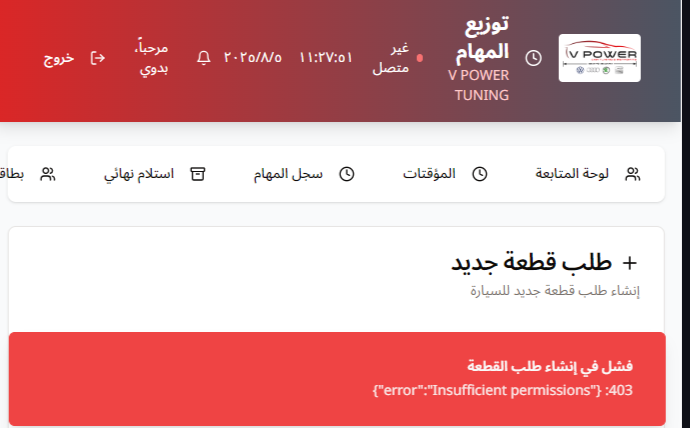 V POWER
توزيع المهام
V POWER TUNING
غير متصل
١١:٢٧:٥١
٢٠٢٥/٨/٥
مرحباً، بدوي
خروج
لوحة المتابعة
المؤقتات
سجل المهام
استلام نهائي
بطاق
طلب قطعة جديد
إنشاء طلب قطعة جديد للسيارة
فشل في إنشاء طلب القطعة
403: {"error":"Insufficient permissions"}